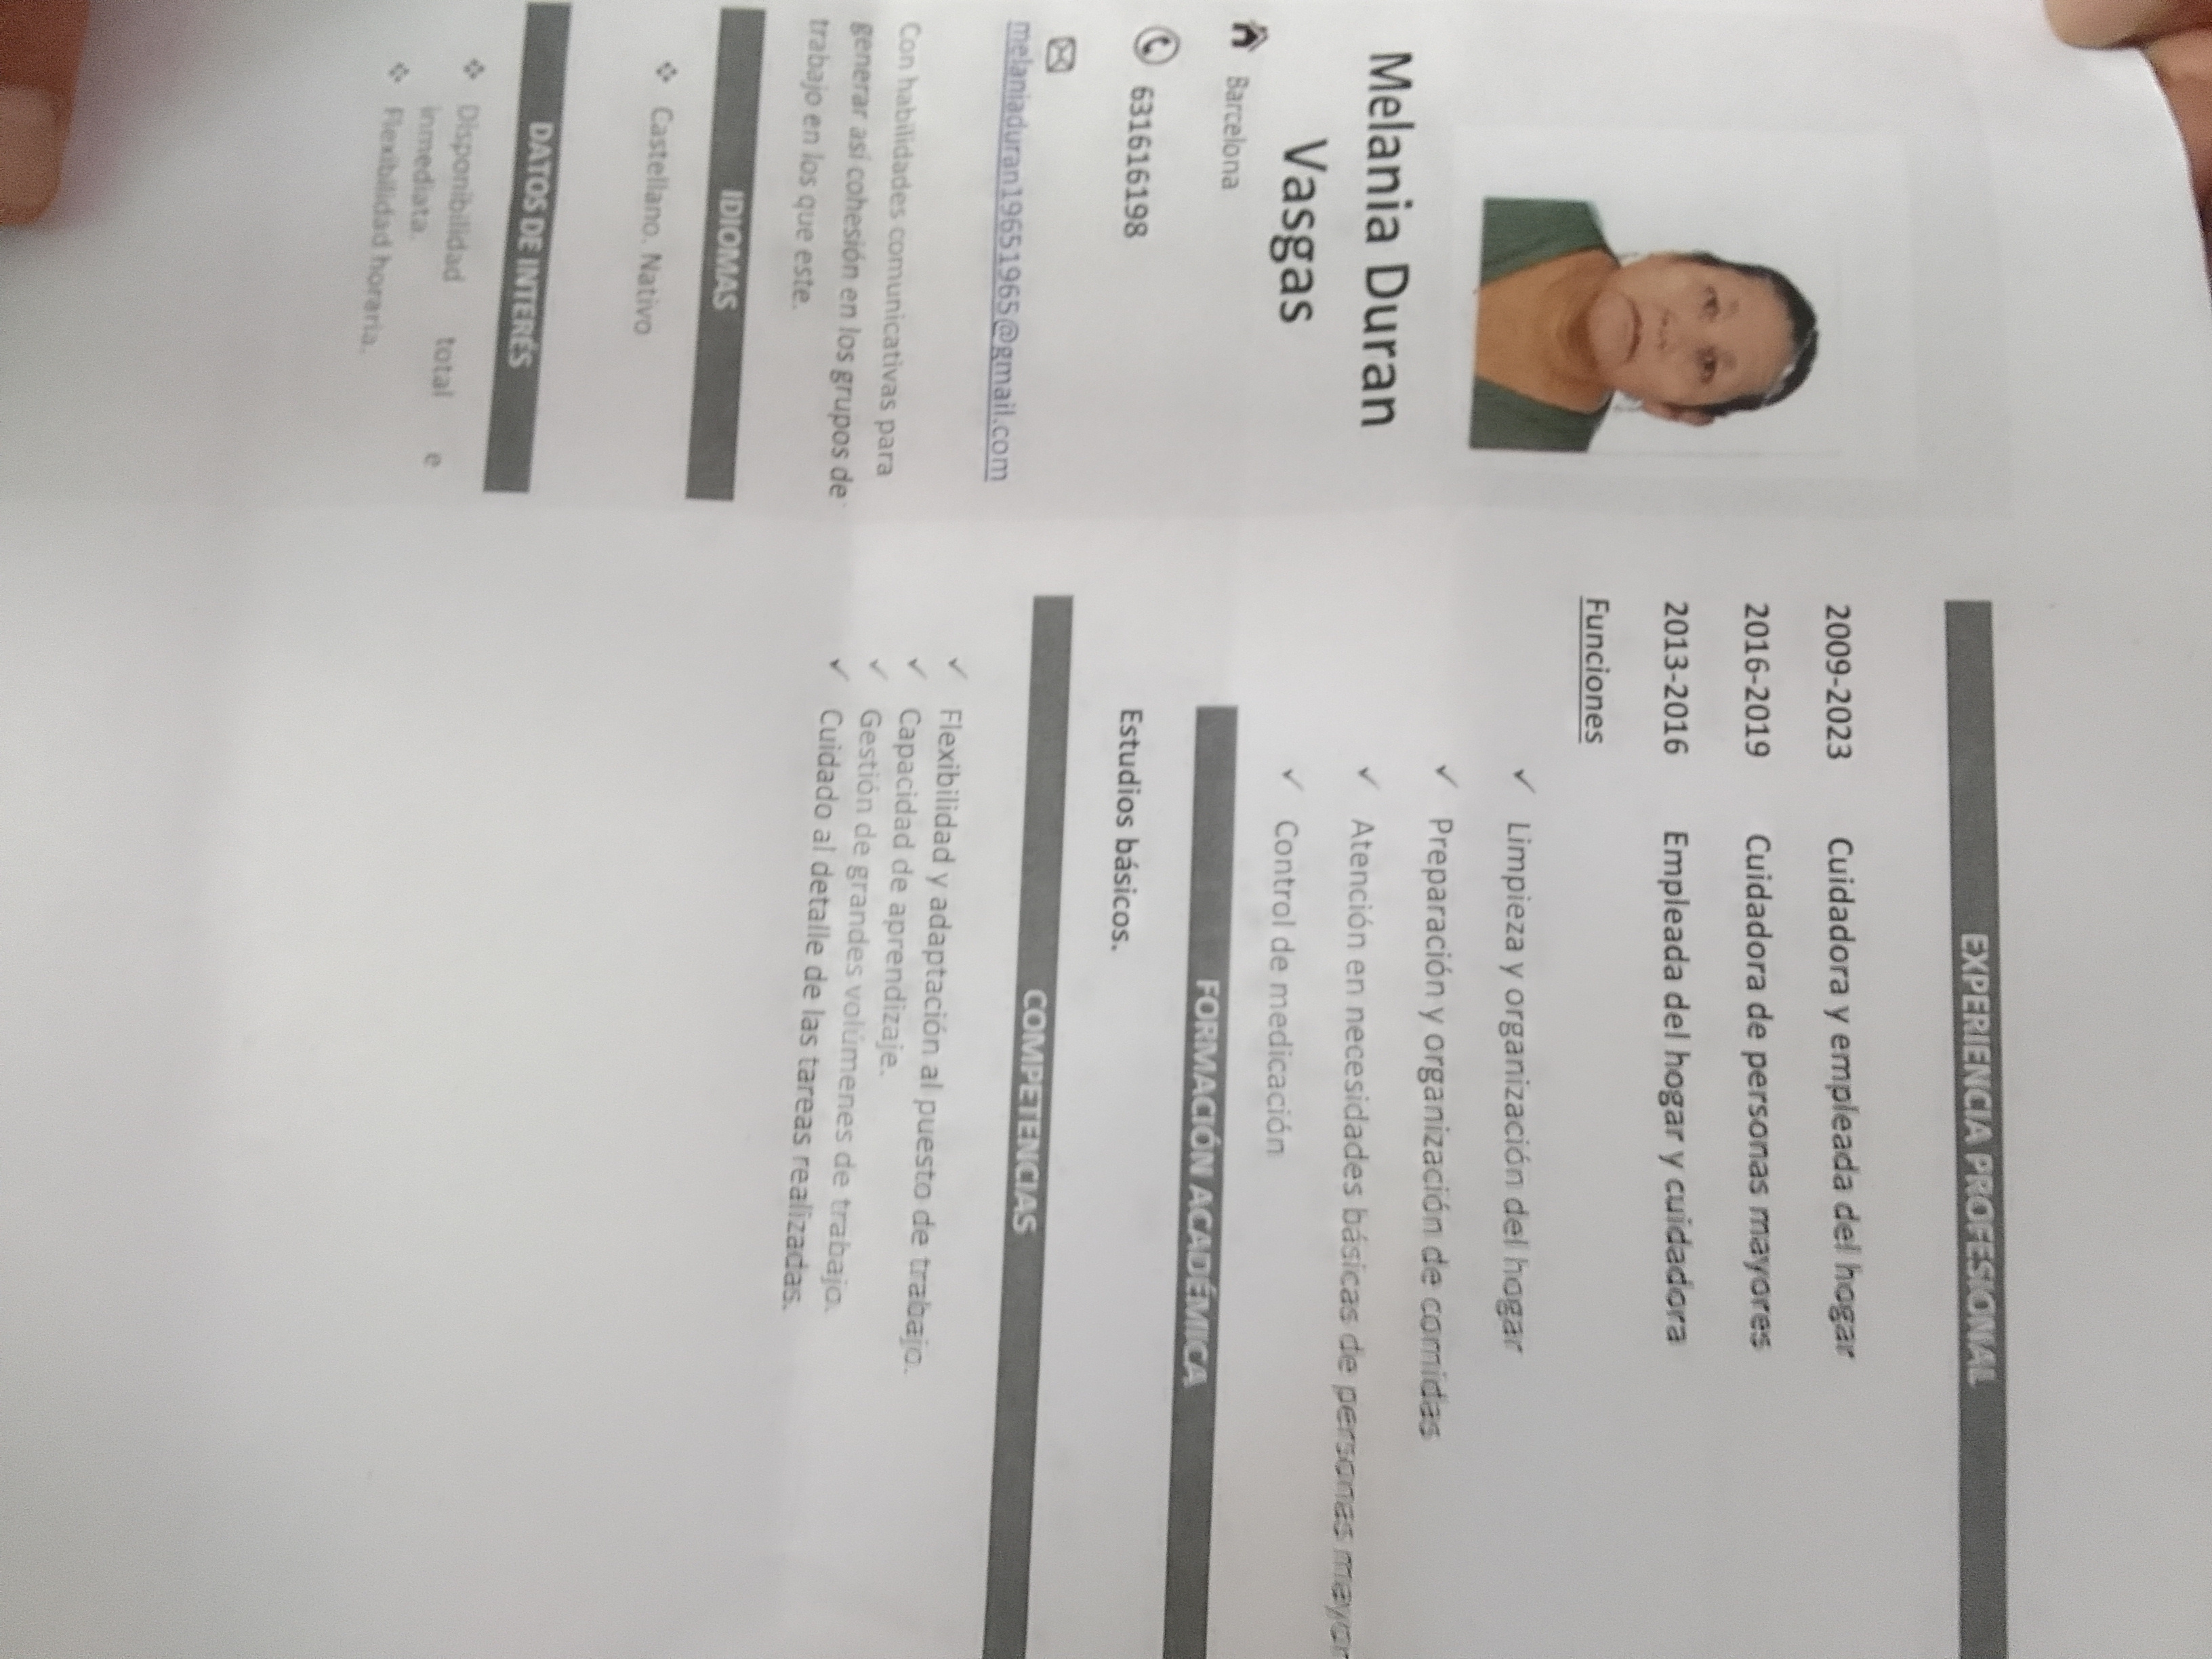 Melania Duran
Vasgas
Barcelona
631616198
melaniaduran19651965@gmail.com
Con habilidades comunicativas para
generar así cohesión en los grupos de
trabajo en los que este.
IDIOMAS
Castellano. Nativo
DATOS DE INTERÉS
Disponibilidad total e
inmediata.
Flexibilidad horaria.
EXPERIENCIA PROFESIONAL
2009-2023 Cuidadora y empleada del hogar
2016-2019 Cuidadora de personas mayores
2013-2016 Empleada del hogar y cuidadora
Funciones
✓ Limpieza y organización del hogar
✓ Preparación y organización de comidas
✓ Atención en necesidades básicas de personas mayor
✓ Control de medicación
FORMACIÓN ACADÉMICA
Estudios básicos.
COMPETENCIAS
✓ Flexibilidad y adaptación al puesto de trabajo.
✓ Capacidad de aprendizaje.
✓ Gestión de grandes volúmenes de trabajo.
✓ Cuidado al detalle de las tareas realizadas.